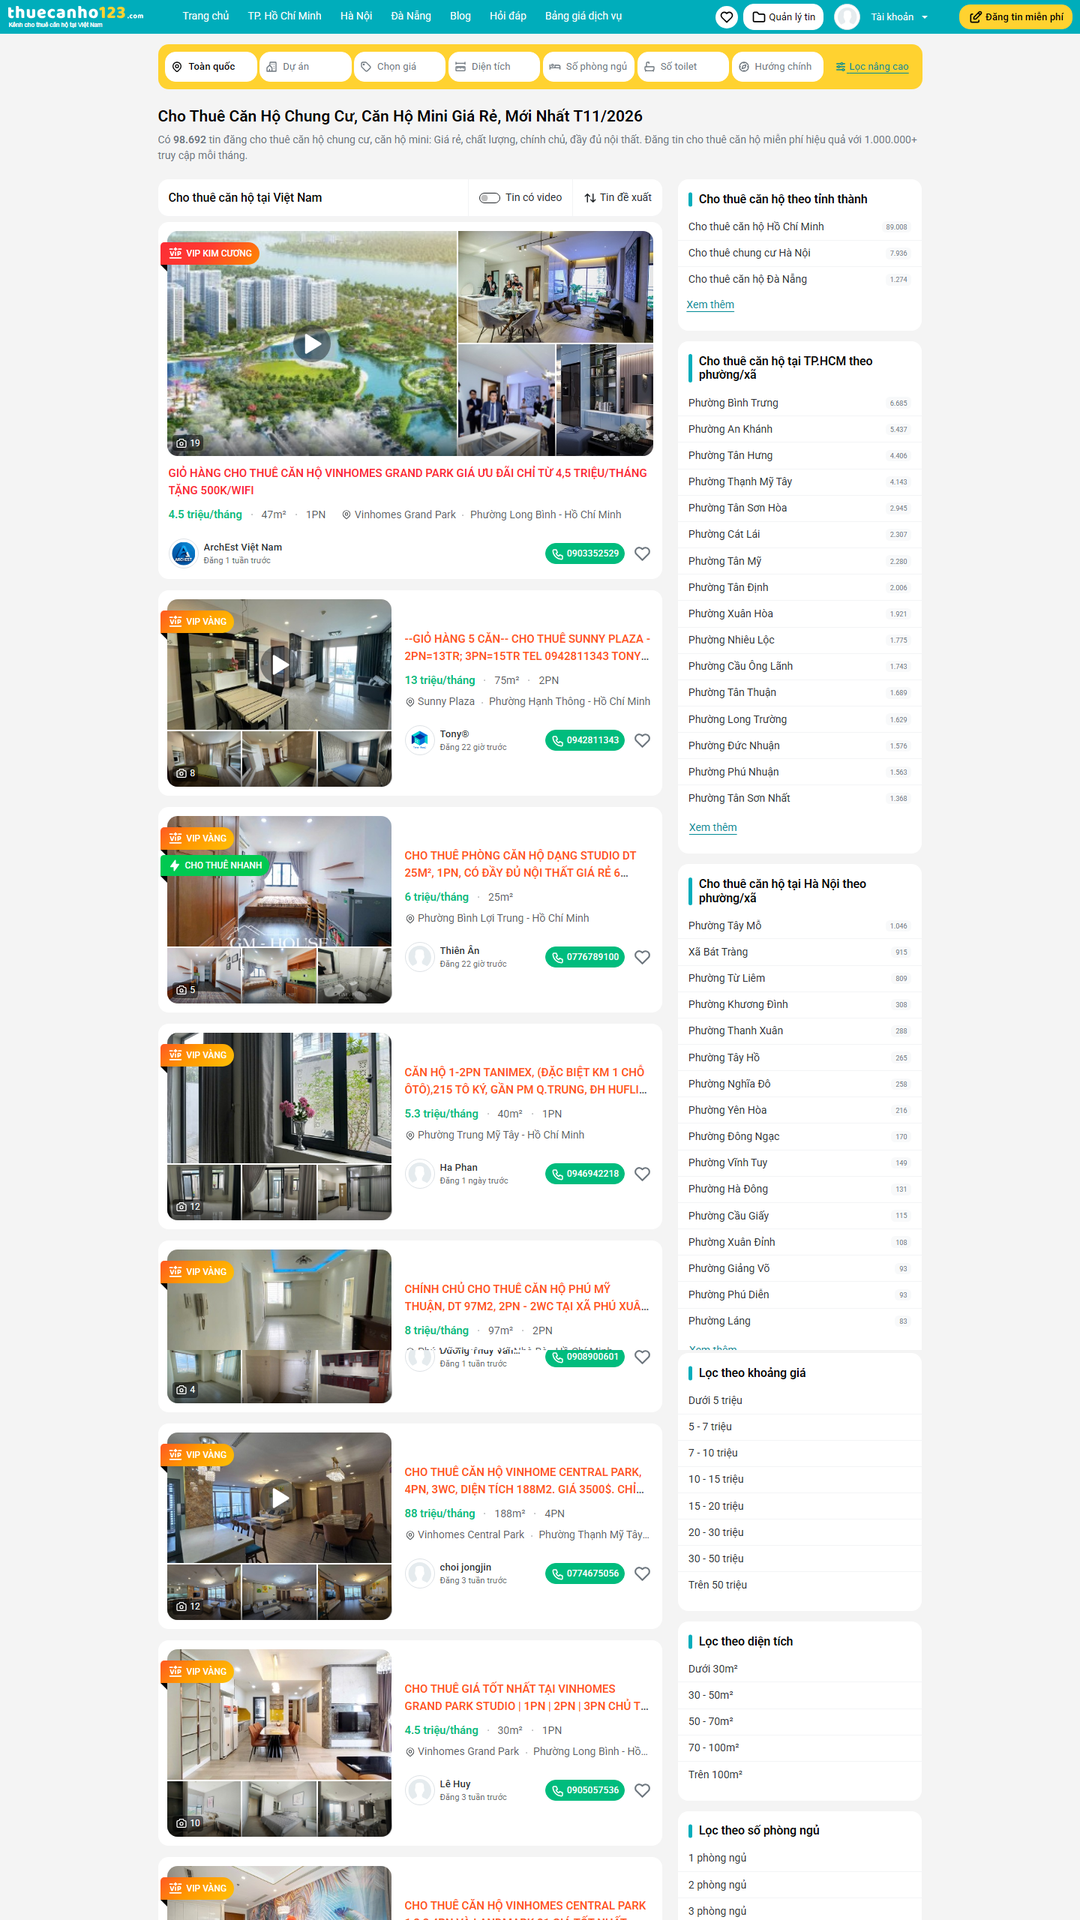 thuecanho123.com
Kênh cho thuê căn hộ tại Việt Nam
Trang chủ
TP. Hồ Chí Minh
Hà Nội
Đà Nẵng
Blog
Hỏi đáp
Bảng giá dịch vụ
Quản lý tin
Tài khoản
Đăng tin miễn phí
Toàn quốc
Dự án
Chọn giá
Diện tích
Số phòng ngủ
Số toilet
Hướng chính
Lọc nâng cao
Cho Thuê Căn Hộ Chung Cư, Căn Hộ Mini Giá Rẻ, Mới Nhất T11/2026
Có 98.692 tin đăng cho thuê căn hộ chung cư, căn hộ mini: Giá rẻ, chất lượng, chính chủ, đầy đủ nội thất. Đăng tin cho thuê căn hộ miễn phí hiệu quả với 1.000.000+
truy cập mỗi tháng.
Cho thuê căn hộ tại Việt Nam
Tin có video
Tin đề xuất
VIP KIM CƯƠNG
19
GIỎ HÀNG CHO THUÊ CĂN HỘ VINHOMES GRAND PARK GIÁ ƯU ĐÃI CHỈ TỪ 4,5 TRIỆU/THÁNG
TẶNG 500K/WIFI
4.5 triệu/tháng · 47m² · 1PN Vinhomes Grand Park · Phường Long Bình - Hồ Chí Minh
ArchEst Việt Nam
Đăng 1 tuần trước
0903352529
VIP VÀNG
8
--GIỎ HÀNG 5 CĂN-- CHO THUÊ SUNNY PLAZA -
2PN=13TR; 3PN=15TR TEL 0942811343 TONY...
13 triệu/tháng · 75m² · 2PN
Sunny Plaza · Phường Hạnh Thông - Hồ Chí Minh
Tony®
Đăng 22 giờ trước
0942811343
VIP VÀNG
CHO THUÊ NHANH
GM - HOUSE
5
CHO THUÊ PHÒNG CĂN HỘ DẠNG STUDIO DT
25M², 1PN, CÓ ĐẦY ĐỦ NỘI THẤT GIÁ RẺ 6...
6 triệu/tháng · 25m²
Phường Bình Lợi Trung - Hồ Chí Minh
Thiên Ân
Đăng 22 giờ trước
0776789100
VIP VÀNG
12
CĂN HỘ 1-2PN TANIMEX, (ĐẶC BIỆT KM 1 CHỖ
ÔTÔ),215 TÔ KÝ, GẦN PM Q.TRUNG, ĐH HUFLI...
5.3 triệu/tháng · 40m² · 1PN
Phường Trung Mỹ Tây - Hồ Chí Minh
Ha Phan
Đăng 1 ngày trước
0946942218
VIP VÀNG
4
CHÍNH CHỦ CHO THUÊ CĂN HỘ PHÚ MỸ
THUẬN, DT 97M2, 2PN - 2WC TẠI XÃ PHÚ XUÂ...
8 triệu/tháng · 97m² · 2PN
Đăng 1 tuần trước
0908900601
VIP VÀNG
12
CHO THUÊ CĂN HỘ VINHOME CENTRAL PARK,
4PN, 3WC, DIỆN TÍCH 188M2. GIÁ 3500$. CHÍ...
88 triệu/tháng · 188m² · 4PN
Vinhomes Central Park · Phường Thạnh Mỹ Tây...
choi jongjin
Đăng 3 tuần trước
0774675056
VIP VÀNG
10
CHO THUÊ GIÁ TỐT NHẤT TẠI VINHOMES
GRAND PARK STUDIO | 1PN | 2PN | 3PN CHỦ T...
4.5 triệu/tháng · 30m² · 1PN
Vinhomes Grand Park · Phường Long Bình - Hồ...
Lê Huy
Đăng 3 tuần trước
0905057536
VIP VÀNG
CHO THUÊ CĂN HỘ VINHOMES CENTRAL PARK
Cho thuê căn hộ theo tỉnh thành
Cho thuê căn hộ Hồ Chí Minh 89.008
Cho thuê chung cư Hà Nội 7.936
Cho thuê căn hộ Đà Nẵng 1.274
Xem thêm
Cho thuê căn hộ tại TP.HCM theo
phường/xã
Phường Bình Trưng 6.685
Phường An Khánh 5.437
Phường Tân Hưng 4.406
Phường Thạnh Mỹ Tây 4.143
Phường Tân Sơn Hòa 2.945
Phường Cát Lái 2.307
Phường Tân Mỹ 2.280
Phường Tân Định 2.006
Phường Xuân Hòa 1.921
Phường Nhiêu Lộc 1.775
Phường Cầu Ông Lãnh 1.743
Phường Tân Thuận 1.689
Phường Long Trường 1.629
Phường Đức Nhuận 1.576
Phường Phú Nhuận 1.563
Phường Tân Sơn Nhất 1.368
Xem thêm
Cho thuê căn hộ tại Hà Nội theo
phường/xã
Phường Tây Mỗ 1.046
Xã Bát Tràng 915
Phường Từ Liêm 809
Phường Khương Đình 308
Phường Thanh Xuân 288
Phường Tây Hồ 265
Phường Nghĩa Đô 258
Phường Yên Hòa 216
Phường Đông Ngạc 170
Phường Vĩnh Tuy 149
Phường Hà Đông 131
Phường Cầu Giấy 115
Phường Xuân Đỉnh 108
Phường Giảng Võ 93
Phường Phú Diễn 93
Phường Láng 83
Lọc theo khoảng giá
Dưới 5 triệu
5 - 7 triệu
7 - 10 triệu
10 - 15 triệu
15 - 20 triệu
20 - 30 triệu
30 - 50 triệu
Trên 50 triệu
Lọc theo diện tích
Dưới 30m²
30 - 50m²
50 - 70m²
70 - 100m²
Trên 100m²
Lọc theo số phòng ngủ
1 phòng ngủ
2 phòng ngủ
3 phòng ngủ